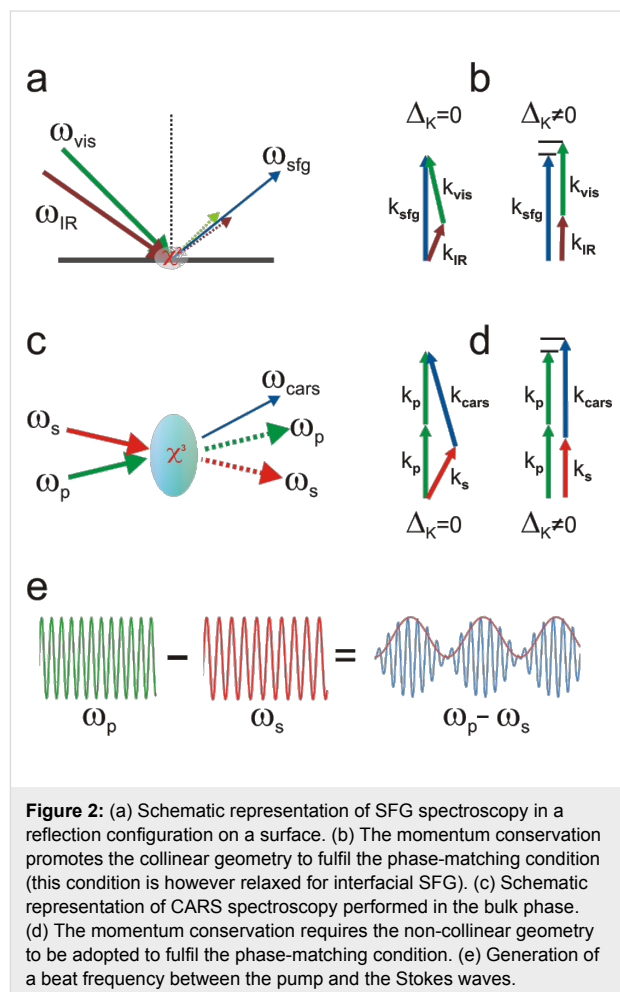 a
b
ω_vis
ω_IR
ω_sfg
Δ_K=0
Δ_K≠0
k_sfg
k_vis
k_IR
k_sfg
k_vis
k_IR
c
d
ω_s
ω_p
χ³
ω_cars
ω_p
ω_s
k_p
k_cars
k_p
k_s
k_p
k_cars
k_p
k_s
Δ_K=0
Δ_K≠0
e
– =
ω_p
ω_s
ω_p – ω_s
Figure 2: (a) Schematic representation of SFG spectroscopy in a
reflection configuration on a surface. (b) The momentum conservation
promotes the collinear geometry to fulfil the phase-matching condition
(this condition is however relaxed for interfacial SFG). (c) Schematic
representation of CARS spectroscopy performed in the bulk phase.
(d) The momentum conservation requires the non-collinear geometry
to be adopted to fulfil the phase-matching condition. (e) Generation of
a beat frequency between the pump and the Stokes waves.